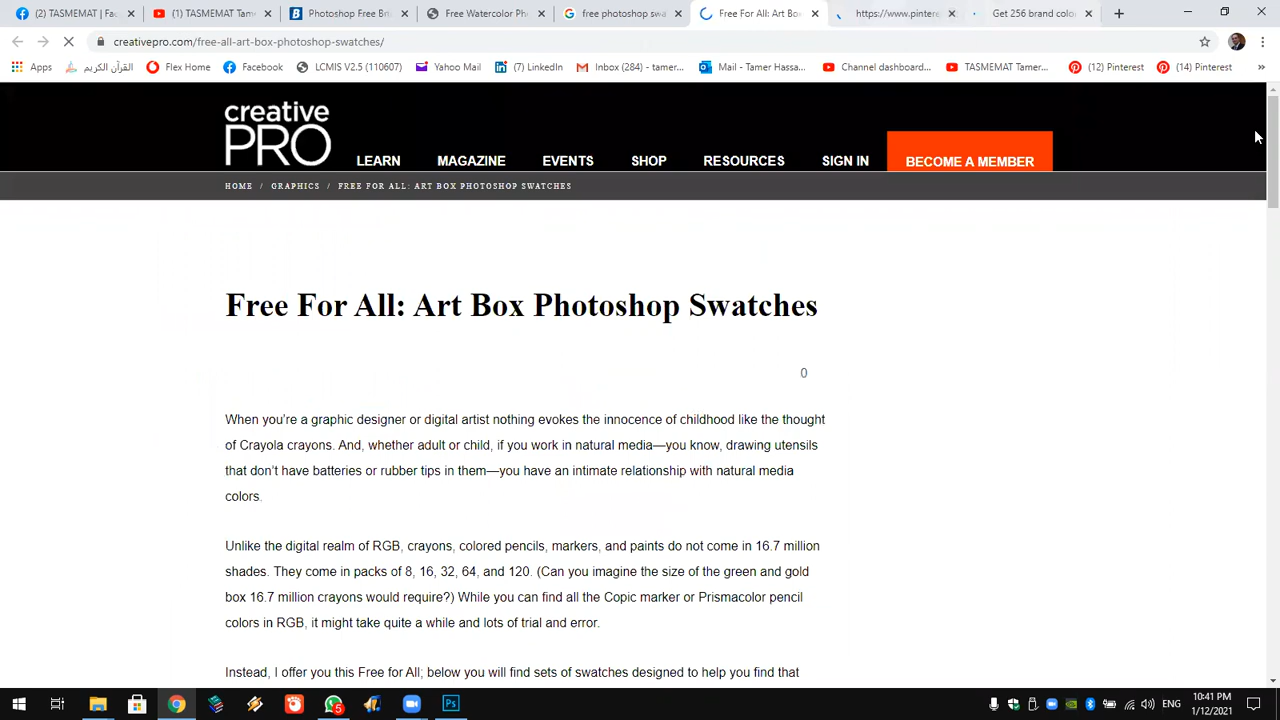 (2) TASMEMAT | Fac
(1) TASMEMAT Tam
Photoshop Free Bru
Free Watercolor Ph
free photoshop swa
Free For All: Art Box
https://www.pintere
Get 256 brand color
creativepro.com/free-all-art-box-photoshop-swatches/
Apps
القرآن الكريم
Flex Home
Facebook
LCMIS V2.5 (110607)
Yahoo Mail
(7) LinkedIn
Inbox (284) - tamer...
Mail - Tamer Hassa...
Channel dashboard...
TASMEMAT Tamer...
(12) Pinterest
(14) Pinterest
creative
PRO
LEARN MAGAZINE EVENTS SHOP RESOURCES SIGN IN BECOME A MEMBER
HOME / GRAPHICS / FREE FOR ALL: ART BOX PHOTOSHOP SWATCHES
Free For All: Art Box Photoshop Swatches
0
When you're a graphic designer or digital artist nothing evokes the innocence of childhood like the thought
of Crayola crayons. And, whether adult or child, if you work in natural media—you know, drawing utensils
that don't have batteries or rubber tips in them—you have an intimate relationship with natural media
colors.
Unlike the digital realm of RGB, crayons, colored pencils, markers, and paints do not come in 16.7 million
shades. They come in packs of 8, 16, 32, 64, and 120. (Can you imagine the size of the green and gold
box 16.7 million crayons would require?) While you can find all the Copic marker or Prismacolor pencil
colors in RGB, it might take quite a while and lots of trial and error.
Instead, I offer you this Free for All; below you will find sets of swatches designed to help you find that
5
Ps
ENG
10:41 PM
1/12/2021